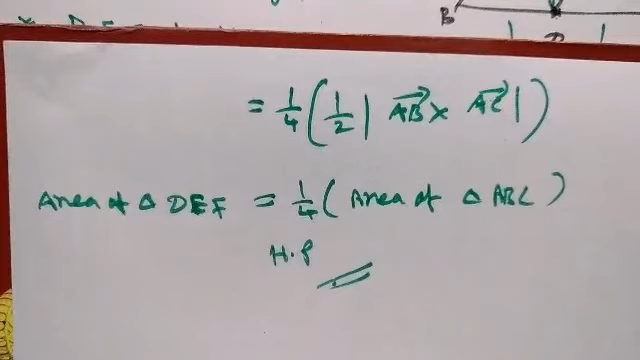 B
= 1/4 ( 1/2 | AB⃗ × AC⃗ | )
Area of Δ DEF = 1/4 ( Area of Δ ABC )
H.P